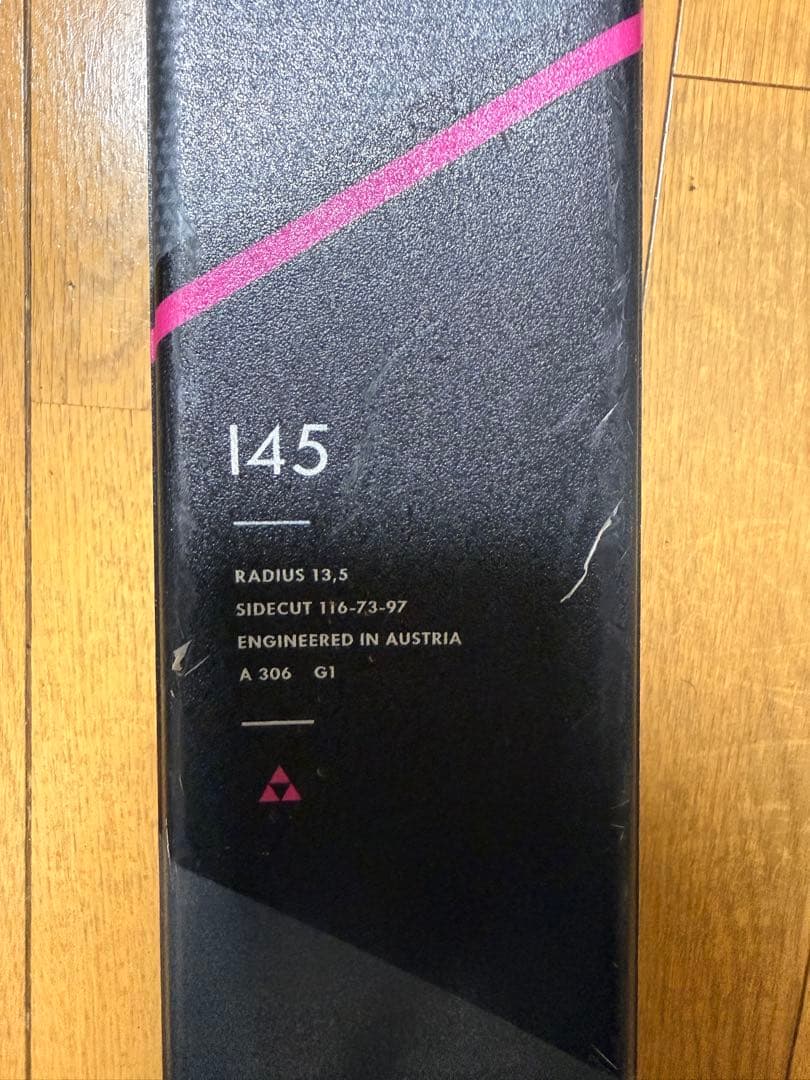 145
RADIUS 13,5
SIDECUT 116-73-97
ENGINEERED IN AUSTRIA
A 306 G1